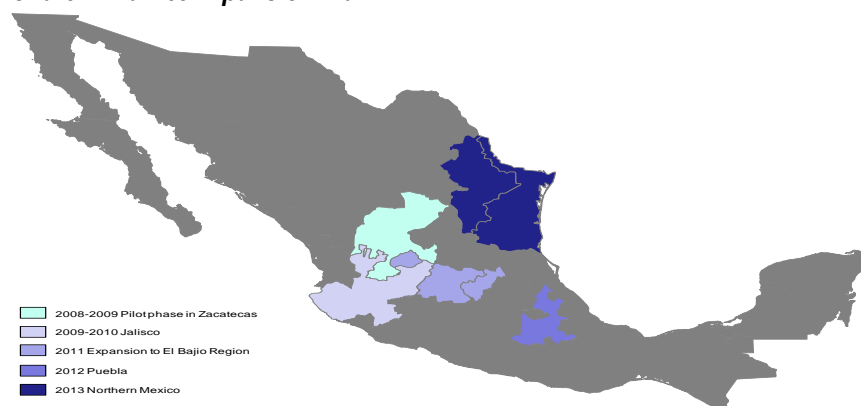 2008-2009 Pilot phase in Zacatecas
2009-2010 Jalisco
2011 Expansion to El Bajio Region
2012 Puebla
2013 Northern Mexico